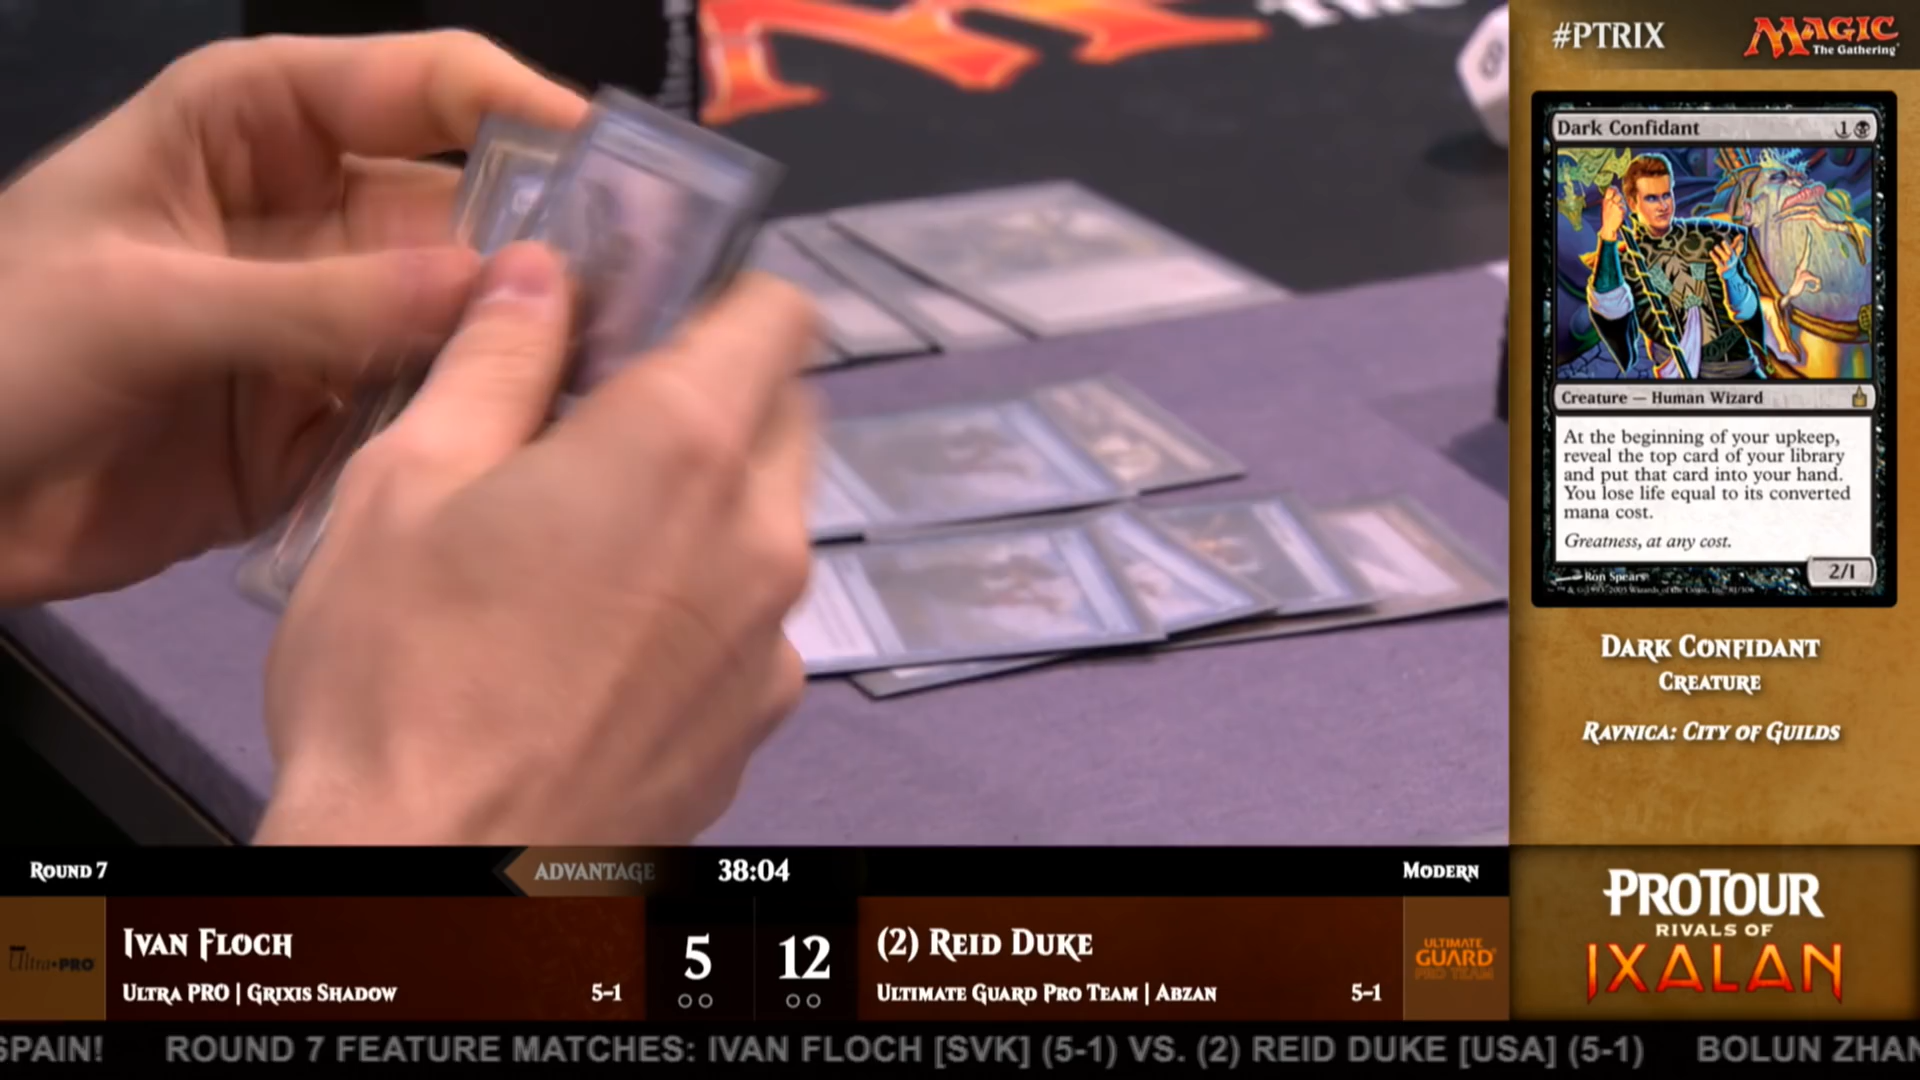 #PTRIX
MAGIC
The Gathering
Dark Confidant 1
Creature — Human Wizard
At the beginning of your upkeep,
reveal the top card of your library
and put that card into your hand.
You lose life equal to its converted
mana cost.
Greatness, at any cost.
2/1
Ron Spears
DARK CONFIDANT
CREATURE
RAVNICA: CITY OF GUILDS
ROUND 7
ADVANTAGE
38:04
MODERN
Ultra•PRO
IVAN FLOCH
ULTRA PRO | GRIXIS SHADOW
5-1
5
12
(2) REID DUKE
ULTIMATE GUARD PRO TEAM | ABZAN
5-1
ULTIMATE
GUARD
PRO TEAM
PROTOUR
RIVALS OF
IXALAN
SPAIN! ROUND 7 FEATURE MATCHES: IVAN FLOCH [SVK] (5-1) VS. (2) REID DUKE [USA] (5-1) BOLUN ZHAN